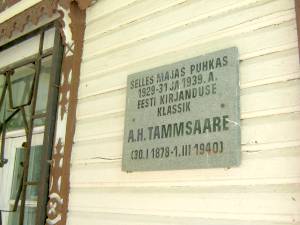 SELLES MAJAS PUHKAS
1929-31 JA 1939. A.
EESTI KIRJANDUSE
KLASSIK
A.H. TAMMSAARE
(30.I 1878-1.III 1940)